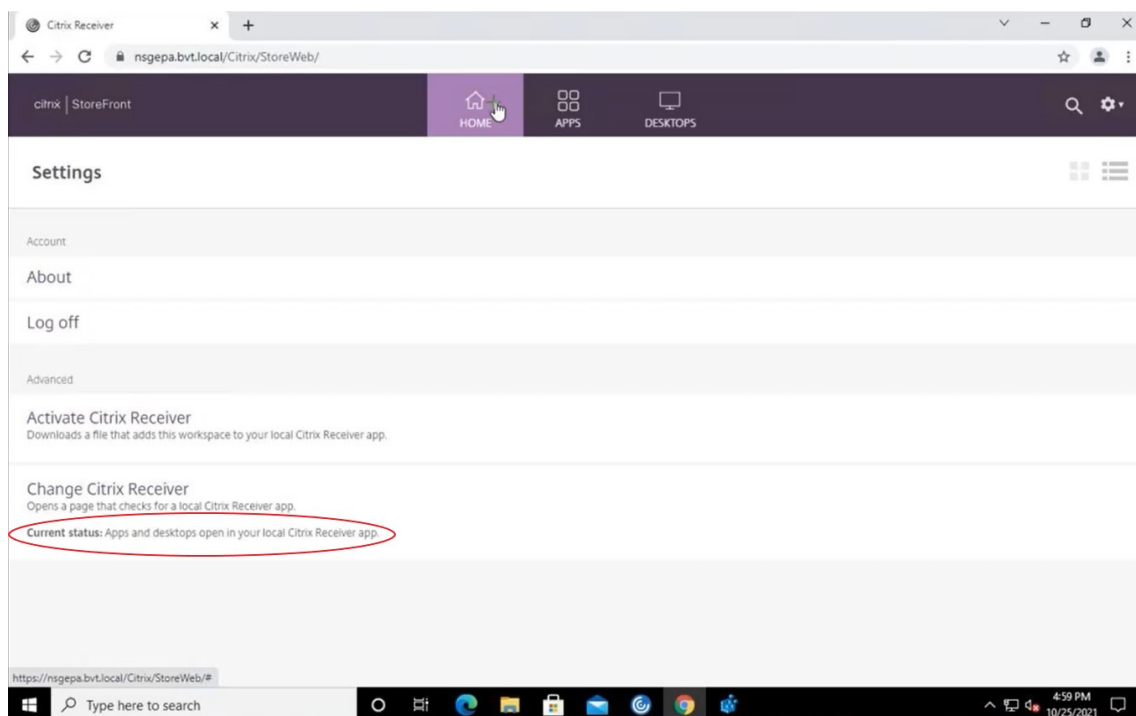 Citrix Receiver
nsgepa.bvt.local/Citrix/StoreWeb/
citrix | StoreFront
HOME
APPS
DESKTOPS
Settings
Account
About
Log off
Advanced
Activate Citrix Receiver
Downloads a file that adds this workspace to your local Citrix Receiver app.
Change Citrix Receiver
Opens a page that checks for a local Citrix Receiver app.
Current status: Apps and desktops open in your local Citrix Receiver app.
https://nsgepa.bvt.local/Citrix/StoreWeb/#
Type here to search
4:59 PM
10/25/2021